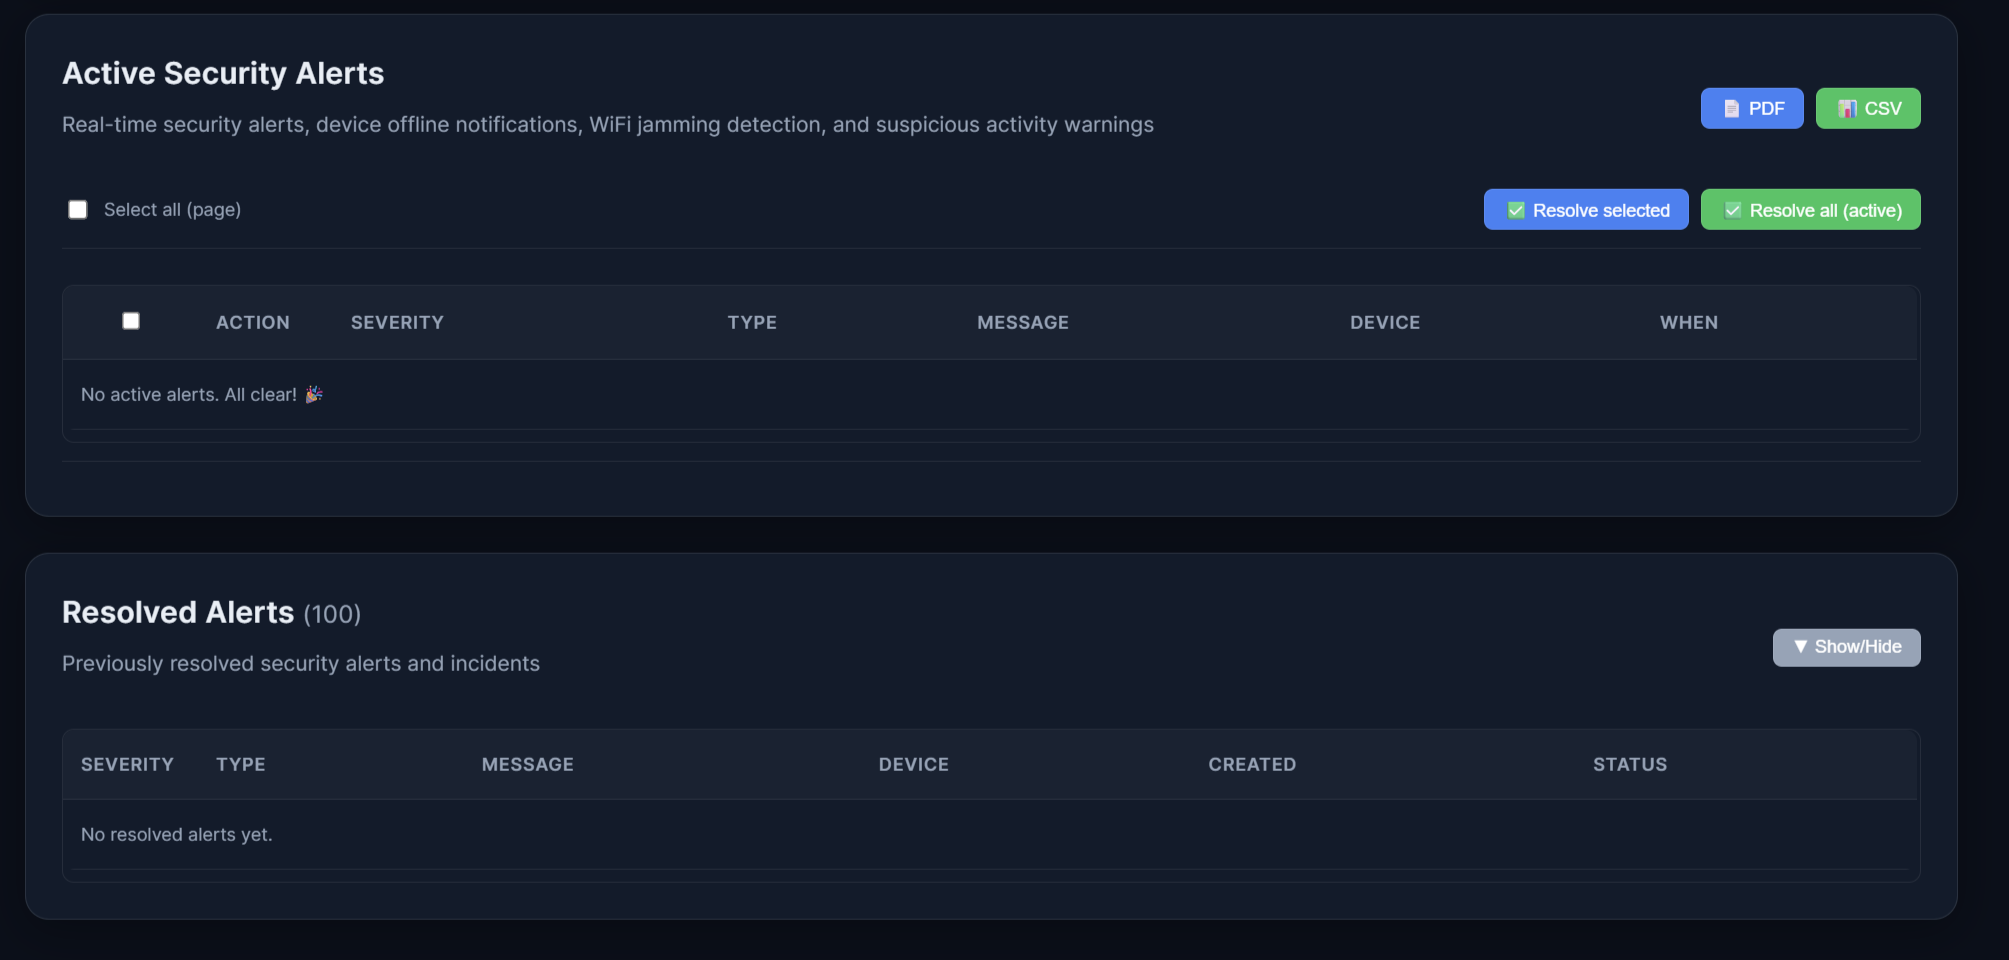 Active Security Alerts
Real-time security alerts, device offline notifications, WiFi jamming detection, and suspicious activity warnings
📄 PDF 📊 CSV
Select all (page)
✅ Resolve selected ✅ Resolve all (active)
ACTION SEVERITY TYPE MESSAGE DEVICE WHEN
No active alerts. All clear! 🎉
Resolved Alerts (100)
Previously resolved security alerts and incidents
▼ Show/Hide
SEVERITY TYPE MESSAGE DEVICE CREATED STATUS
No resolved alerts yet.